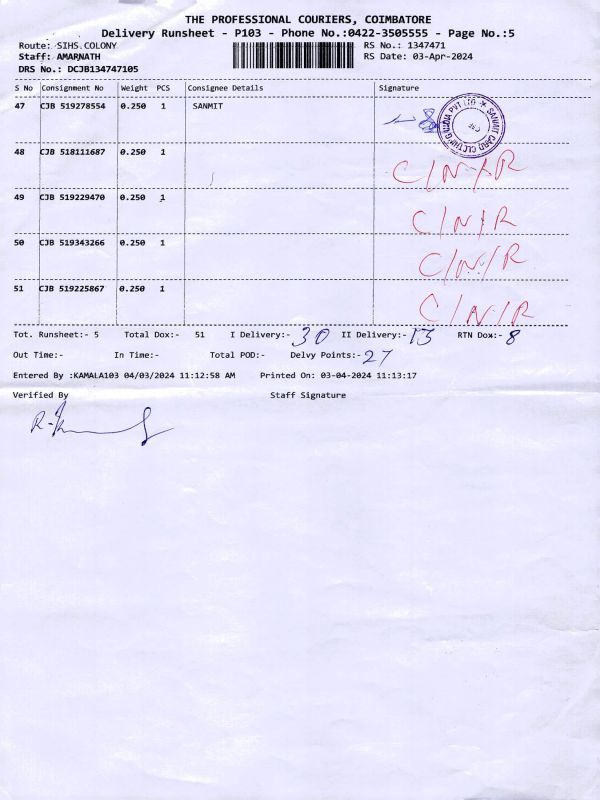 THE PROFESSIONAL COURIERS, COIMBATORE
Delivery Runsheet - P103 - Phone No.:0422-3505555 - Page No.:5
Route: SIHS COLONY RS No.: 1347471
Staff: AMARNATH RS Date: 03-Apr-2024
DRS No.: DCJB134747105
S No Consignment No Weight PCS Consignee Details Signature
47 CJB 519278554 0.250 1 SANMIT
48 CJB 518111687 0.250 1 C/N/R
49 CJB 519229470 0.250 1 C/N/R
50 CJB 519343266 0.250 1 C/N/R
51 CJB 519225867 0.250 1 C/N/R
Tot. Runsheet:- 5 Total Dox:- 51 I Delivery:- 30 II Delivery:- 13 RTN Dox:- 8
Out Time:- In Time:- Total POD:- Delvy Points:- 27
Entered By :KAMALA103 04/03/2024 11:12:58 AM Printed On: 03-04-2024 11:13:17
Verified By Staff Signature